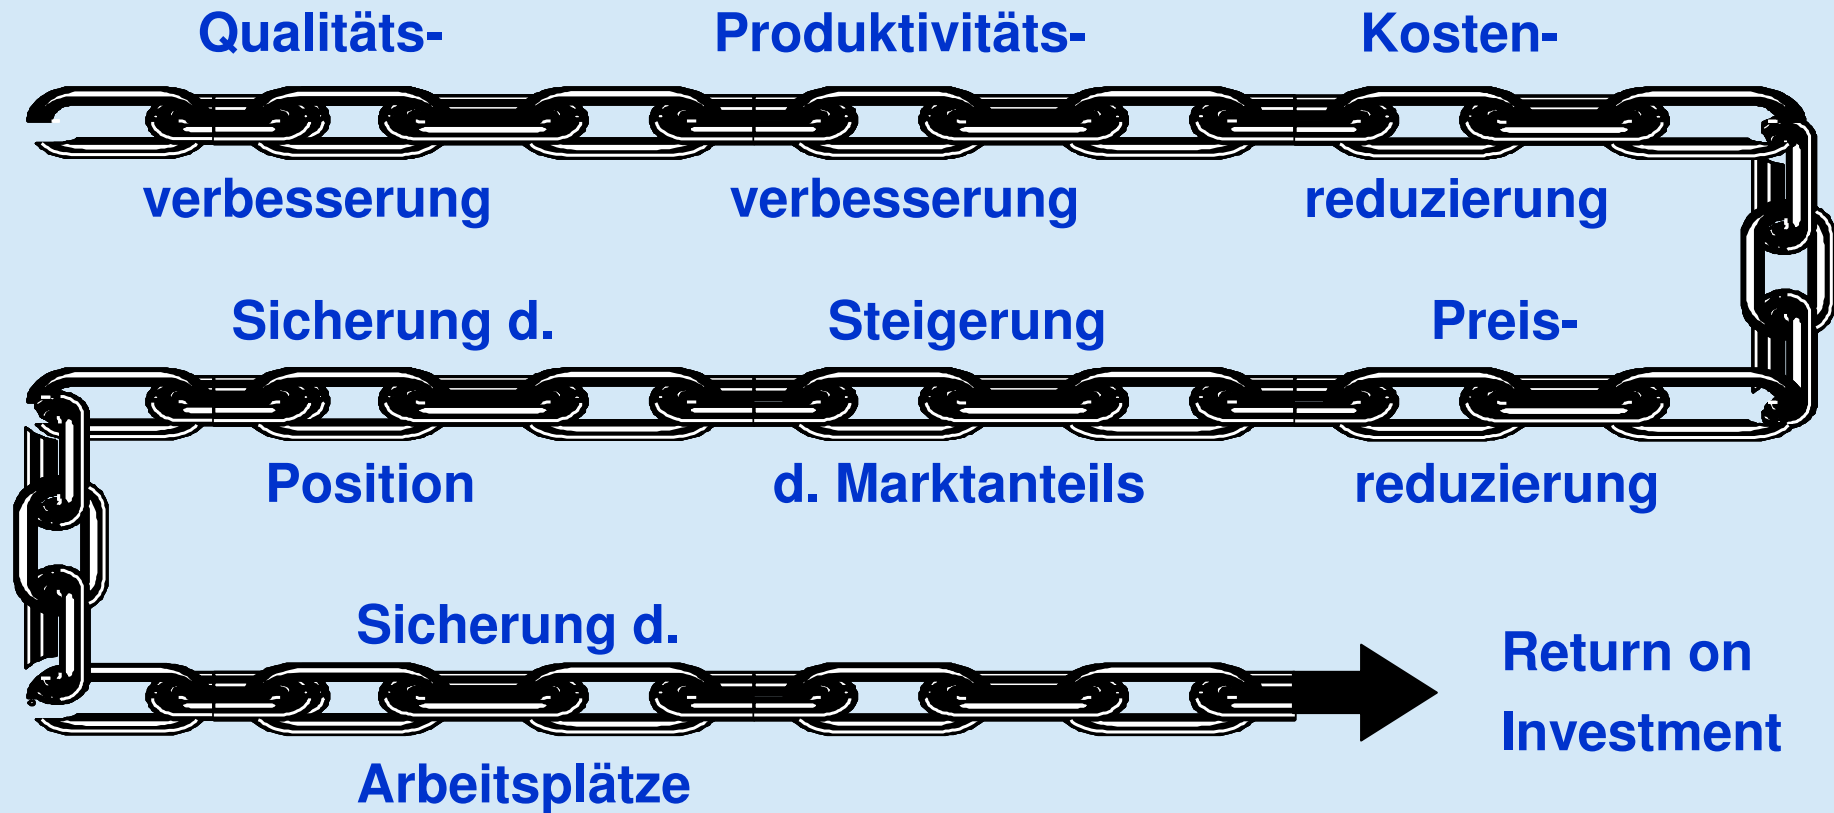 Qualitäts-
verbesserung
Produktivitäts-
verbesserung
Kosten-
reduzierung
Sicherung d.
Position
Steigerung
d. Marktanteils
Preis-
reduzierung
Sicherung d.
Arbeitsplätze
Return on
Investment